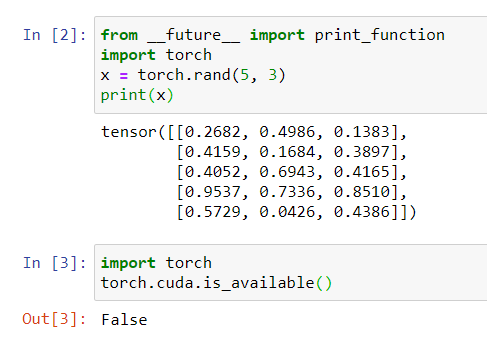 In [2]: from __future__ import print_function
import torch
x = torch.rand(5, 3)
print(x)
tensor([[0.2682, 0.4986, 0.1383],
[0.4159, 0.1684, 0.3897],
[0.4052, 0.6943, 0.4165],
[0.9537, 0.7336, 0.8510],
[0.5729, 0.0426, 0.4386]])
In [3]: import torch
torch.cuda.is_available()
Out[3]: False